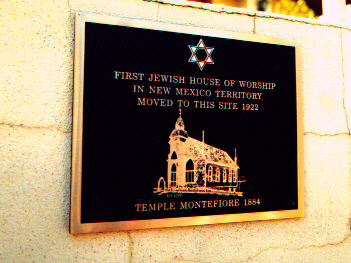 FIRST JEWISH HOUSE OF WORSHIP
IN NEW MEXICO TERRITORY
MOVED TO THIS SITE 1922
TEMPLE MONTEFIORE 1884